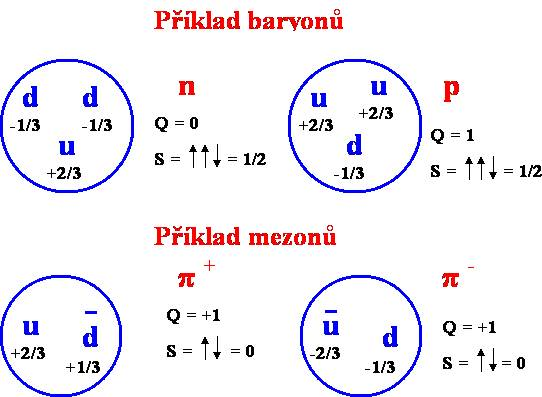 Příklad baryonů
d d n
-1/3 -1/3 Q = 0
u
+2/3 S = ↑↑↓ = 1/2
u u p
+2/3 +2/3
d Q = 1
-1/3 S = ↑↑↓ = 1/2
Příklad mezonů
π +
u d̅ Q = +1
+2/3 +1/3 S = ↑↓ = 0
π -
u̅ d Q = +1
-2/3 -1/3 S = ↑↓ = 0